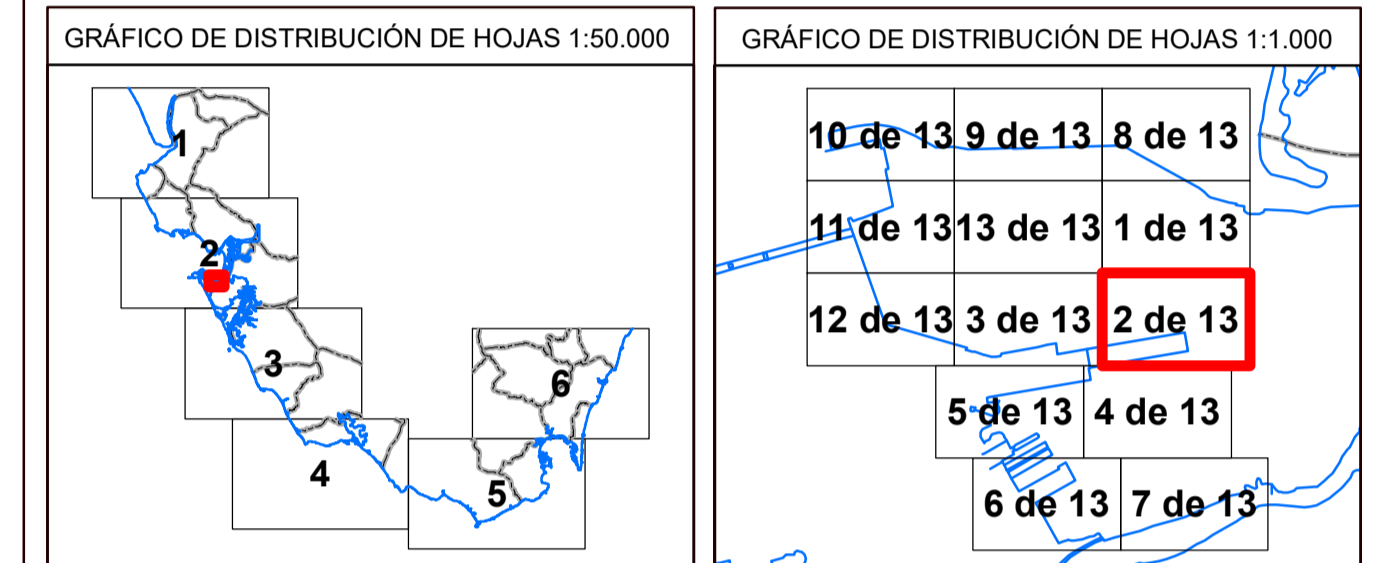 GRÁFICO DE DISTRIBUCIÓN DE HOJAS 1:50.000
1
2
3
4
5
6
GRÁFICO DE DISTRIBUCIÓN DE HOJAS 1:1.000
10 de 13 9 de 13 8 de 13
11 de 13 13 de 13 1 de 13
12 de 13 3 de 13 2 de 13
5 de 13 4 de 13
6 de 13 7 de 13